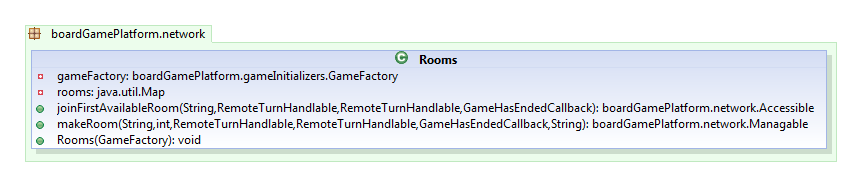 boardGamePlatform.network
Rooms
gameFactory: boardGamePlatform.gameInitializers.GameFactory
rooms: java.util.Map
joinFirstAvailableRoom(String,RemoteTurnHandlable,RemoteTurnHandlable,GameHasEndedCallback): boardGamePlatform.network.Accessible
makeRoom(String,int,RemoteTurnHandlable,RemoteTurnHandlable,GameHasEndedCallback,String): boardGamePlatform.network.Managable
Rooms(GameFactory): void